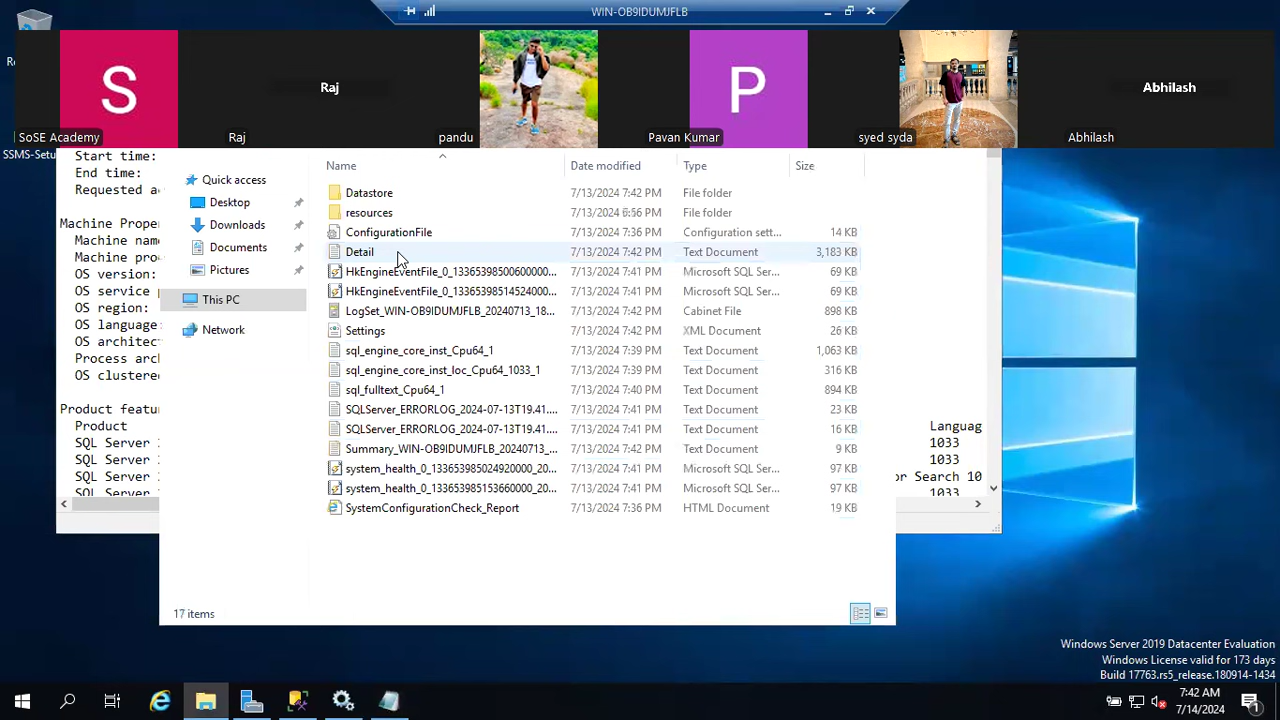 WIN-OB9IDUMJFLB
S
Raj
P
Abhilash
SoSE Academy
Raj
pandu
Pavan Kumar
syed syda
Abhilash
SSMS-Setu
Start time:
End time:
Requested a
Machine Proper
Machine nam
Machine pro
OS version:
OS service
OS region:
OS language
OS architec
Process arch
OS clustere
Product featur
Product
SQL Server
SQL Server
SQL Server
SQL Server
Quick access
Desktop
Downloads
Documents
Pictures
This PC
Network
Name Date modified Type Size
Datastore 7/13/2024 7:42 PM File folder
resources 7/13/2024 6:56 PM File folder
ConfigurationFile 7/13/2024 7:36 PM Configuration sett... 14 KB
Detail 7/13/2024 7:42 PM Text Document 3,183 KB
HkEngineEventFile_0_13365398500600000... 7/13/2024 7:41 PM Microsoft SQL Ser... 69 KB
HkEngineEventFile_0_13365398514524000... 7/13/2024 7:41 PM Microsoft SQL Ser... 69 KB
LogSet_WIN-OB9IDUMJFLB_20240713_18... 7/13/2024 7:42 PM Cabinet File 898 KB
Settings 7/13/2024 7:42 PM XML Document 26 KB
sql_engine_core_inst_Cpu64_1 7/13/2024 7:39 PM Text Document 1,063 KB
sql_engine_core_inst_loc_Cpu64_1033_1 7/13/2024 7:39 PM Text Document 316 KB
sql_fulltext_Cpu64_1 7/13/2024 7:40 PM Text Document 894 KB
SQLServer_ERRORLOG_2024-07-13T19.41.... 7/13/2024 7:41 PM Text Document 23 KB
SQLServer_ERRORLOG_2024-07-13T19.41.... 7/13/2024 7:41 PM Text Document 16 KB
Summary_WIN-OB9IDUMJFLB_20240713_... 7/13/2024 7:42 PM Text Document 9 KB
system_health_0_133653985024920000_20... 7/13/2024 7:41 PM Microsoft SQL Ser... 97 KB
system_health_0_133653985153660000_20... 7/13/2024 7:41 PM Microsoft SQL Ser... 97 KB
SystemConfigurationCheck_Report 7/13/2024 7:36 PM HTML Document 19 KB
Languag
1033
1033
or Search 10
1033
17 items
Windows Server 2019 Datacenter Evaluation
Windows License valid for 173 days
Build 17763.rs5_release.180914-1434
7:42 AM
7/14/2024
1